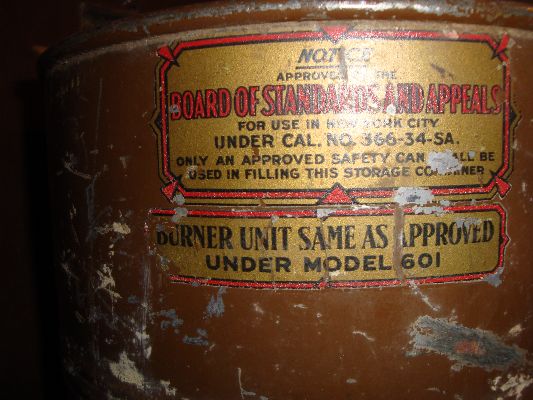 NOTICE
APPROVED BY THE
BOARD OF STANDARDS AND APPEALS
FOR USE IN NEW YORK CITY
UNDER CAL. NO. 366-34-SA.
ONLY AN APPROVED SAFETY CAN SHALL BE
USED IN FILLING THIS STORAGE CONTAINER
BURNER UNIT SAME AS APPROVED
UNDER MODEL 601